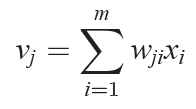 v_j = \sum_{i=1}^{m} w_{ji} x_i